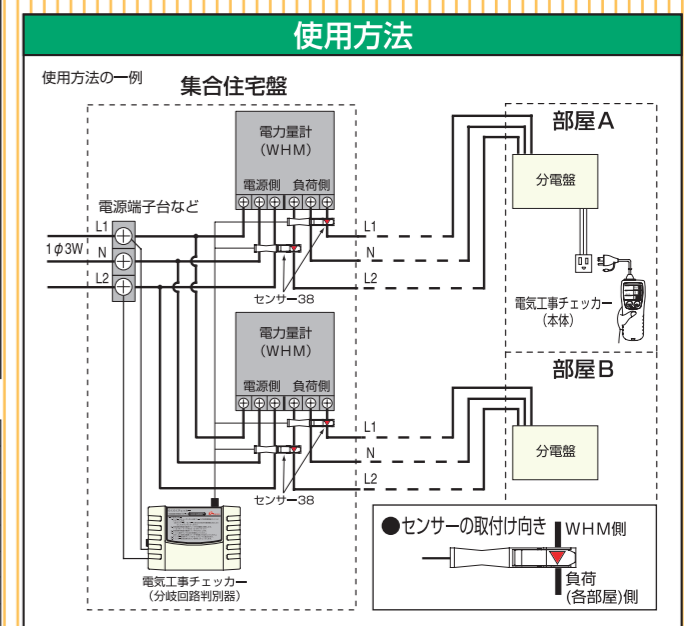 使用方法
使用方法の一例
集合住宅盤
電力量計
(WHM)
電源側 負荷側
電源端子台など
L1
1φ3W N
L2
センサー38
L1
N
L2
部屋A
分電盤
電気工事チェッカー
(本体)
電力量計
(WHM)
電源側 負荷側
センサー38
L1
N
L2
部屋B
分電盤
電気工事チェッカー
(分岐回路判別器)
●センサーの取付け向き
WHM側
負荷
(各部屋)側